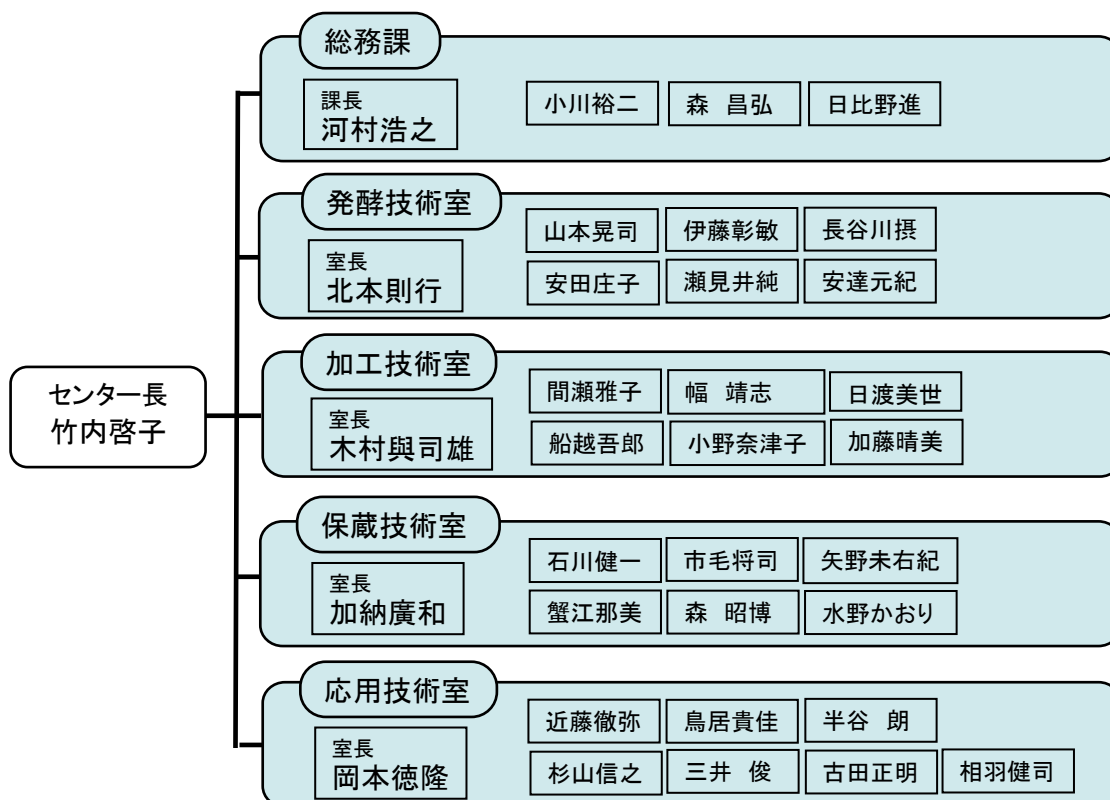 総務課
課長
河村浩之
小川裕二 森 昌弘 日比野進
発酵技術室
室長
北本則行
山本晃司 伊藤彰敏 長谷川摂
安田庄子 瀬見井純 安達元紀
センター長
竹内啓子
加工技術室
室長
木村與司雄
間瀬雅子 幅 靖志 日渡美世
船越吾郎 小野奈津子 加藤晴美
保蔵技術室
室長
加納廣和
石川健一 市毛将司 矢野未右紀
蟹江那美 森 昭博 水野かおり
応用技術室
室長
岡本徳隆
近藤徹弥 鳥居貴佳 半谷 朗
杉山信之 三井 俊 古田正明 相羽健司